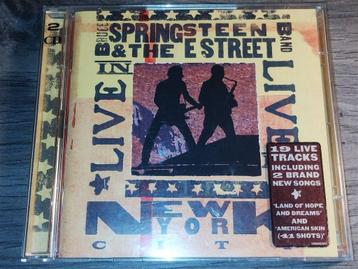 2
CD
BRUCE
SPRINGSTEEN
& THE E STREET
BAND
LIVE
IN
LIVE
NEW
YORK
CITY
19 LIVE
TRACKS
INCLUDING
2 BRAND
NEW SONGS
'LAND OF HOPE
AND DREAMS' AND
'AMERICAN SKIN
(41 SHOTS)'